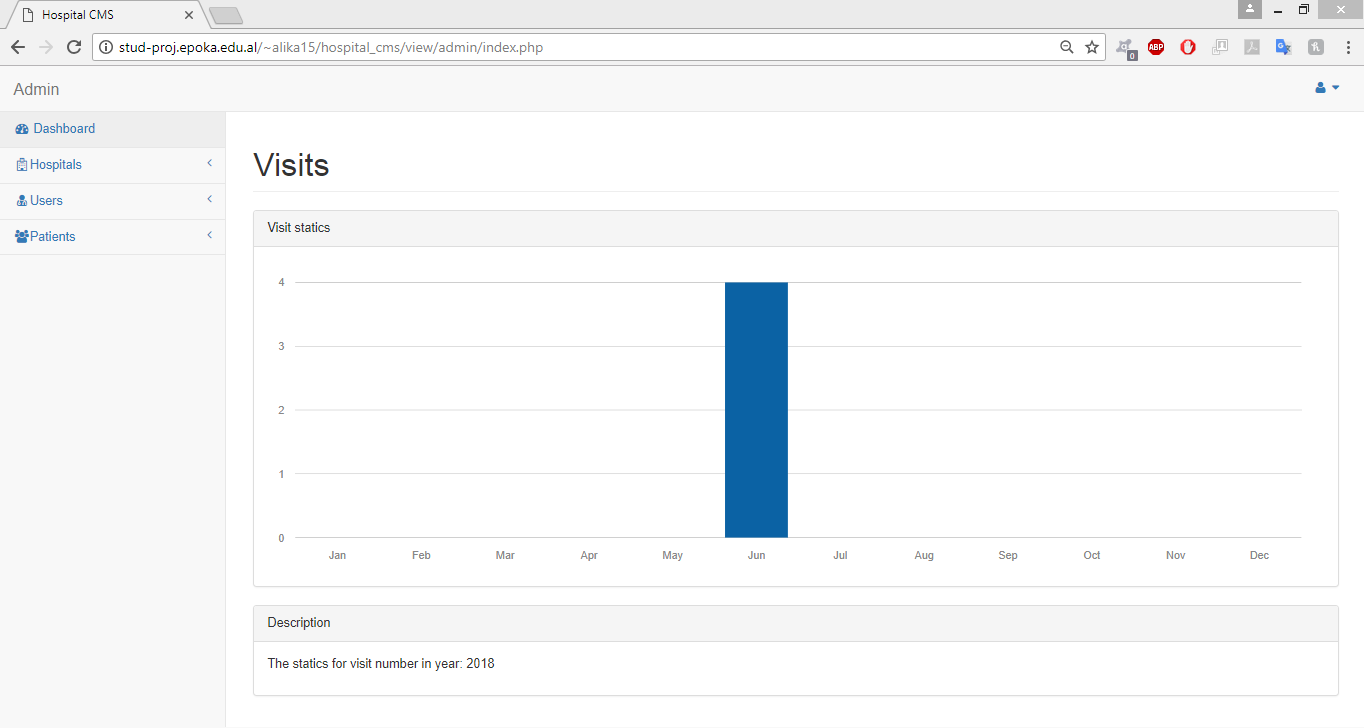 Hospital CMS
stud-proj.epoka.edu.al/~alika15/hospital_cms/view/admin/index.php
0
ABP
Admin
Dashboard
Hospitals
Users
Patients
Visits
Visit statics
4
3
2
1
0
Jan Feb Mar Apr May Jun Jul Aug Sep Oct Nov Dec
Description
The statics for visit number in year: 2018